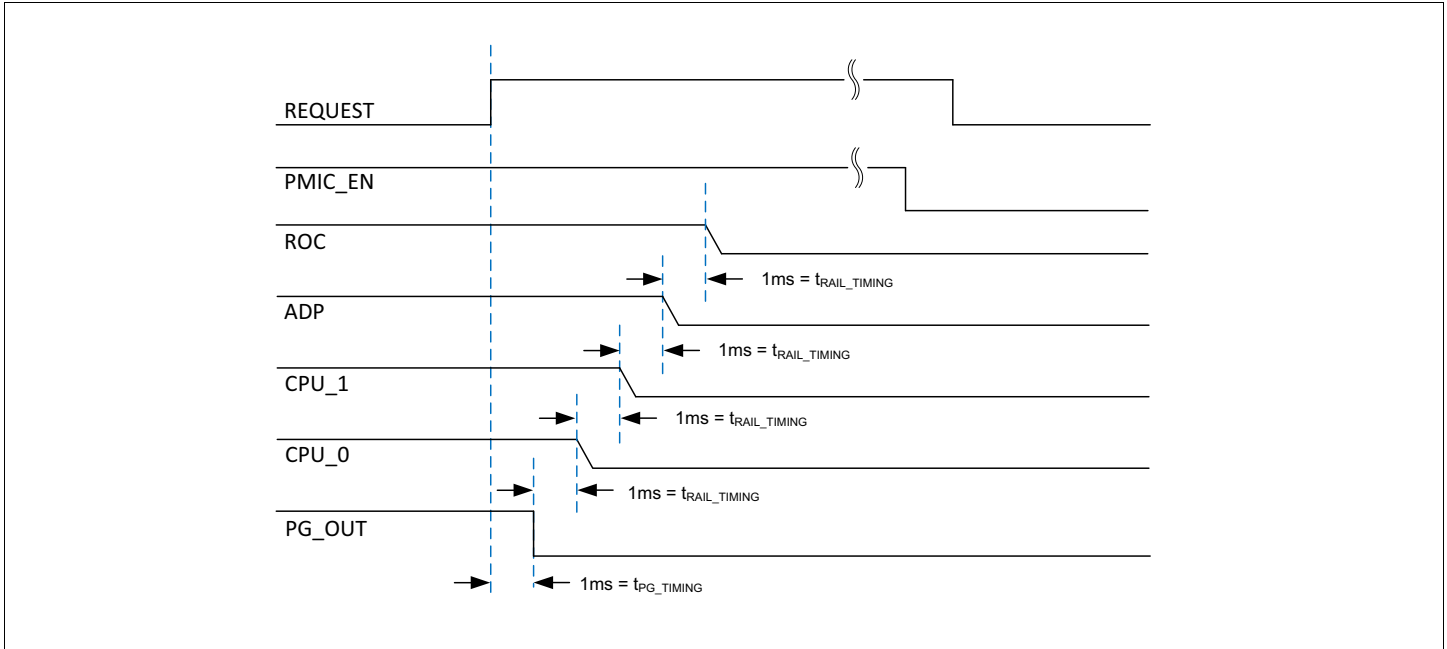 REQUEST
PMIC_EN
ROC
1ms = tRAIL_TIMING
ADP
1ms = tRAIL_TIMING
CPU_1
1ms = tRAIL_TIMING
CPU_0
1ms = tRAIL_TIMING
PG_OUT
1ms = tPG_TIMING